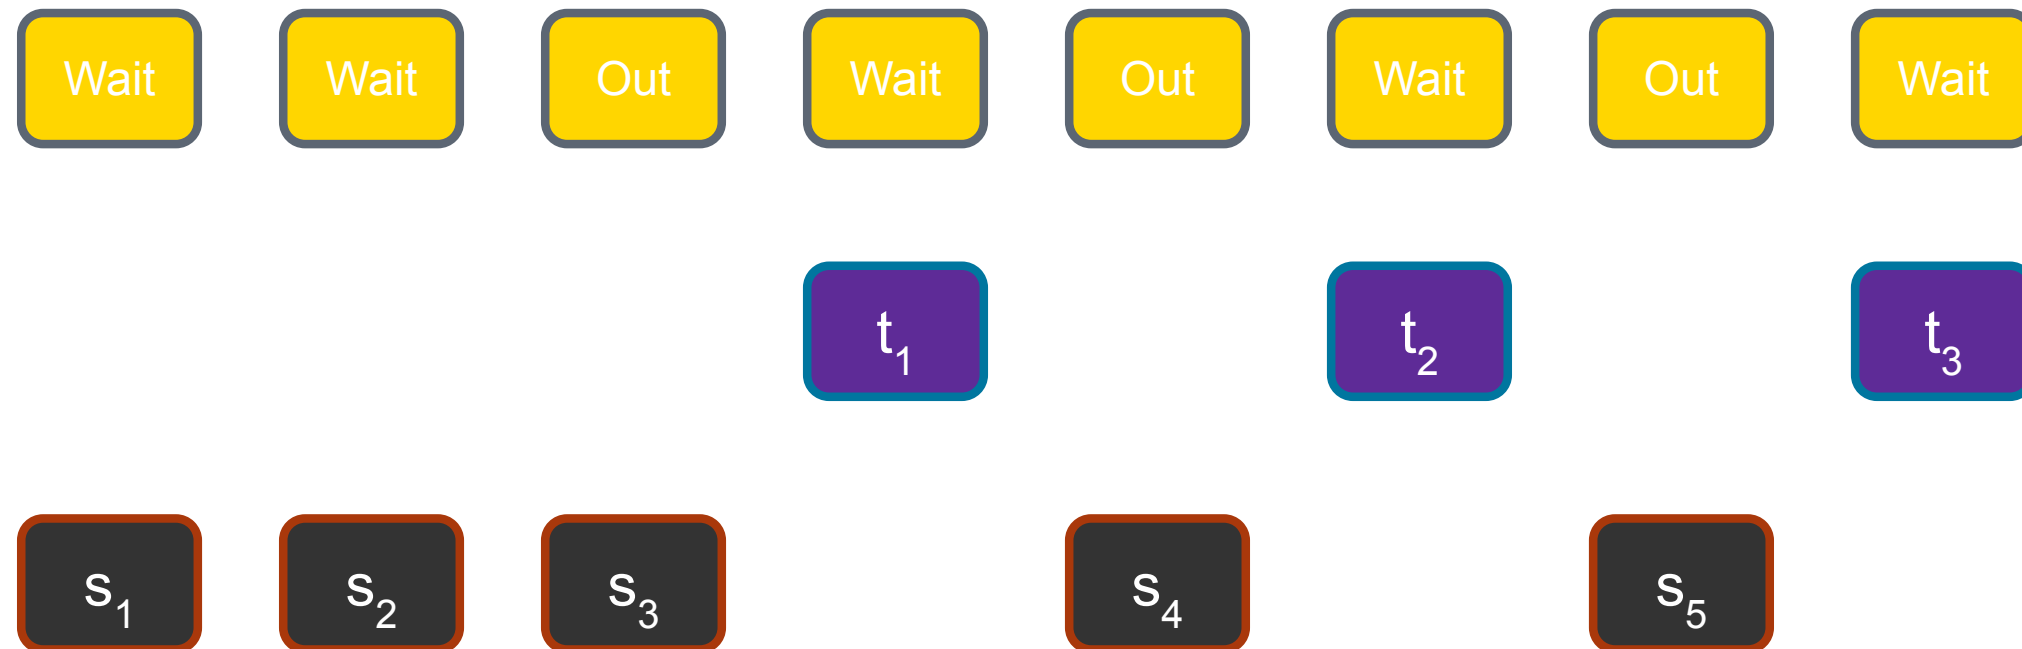 Wait Wait Out Wait Out Wait Out Wait
t₁ t₂ t₃
s₁ s₂ s₃ s₄ s₅